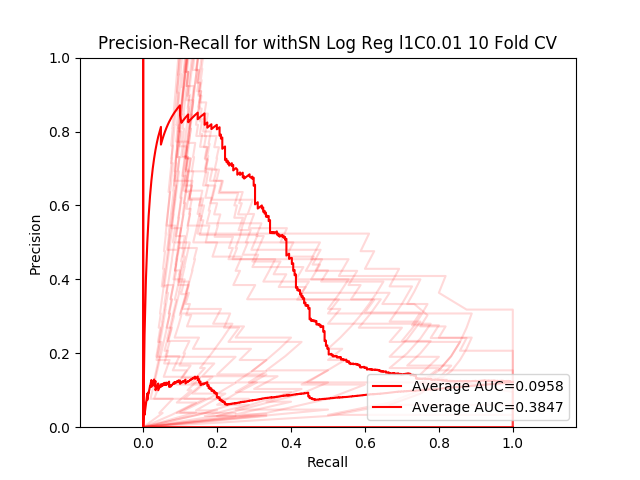 Precision-Recall for withSN Log Reg l1C0.01 10 Fold CV
1.0
0.8
0.6
0.4
0.2
0.0
Precision
0.0 0.2 0.4 0.6 0.8 1.0
Recall
Average AUC=0.0958
Average AUC=0.3847